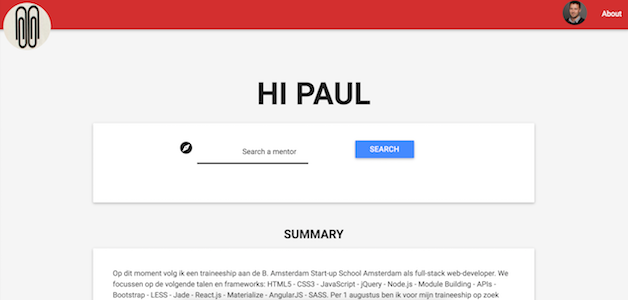 About
HI PAUL
Search a mentor
SEARCH
SUMMARY
Op dit moment volg ik een traineeship aan de B. Amsterdam Start-up School Amsterdam als full-stack web-developer. We
focussen op de volgende talen en frameworks: HTML5 - CSS3 - JavaScript - jQuery - Node.js - Module Building - APIs -
Bootstrap - LESS - Jade - React.js - Materialize - AngularJS - SASS. Per 1 augustus ben ik voor mijn traineeship op zoek